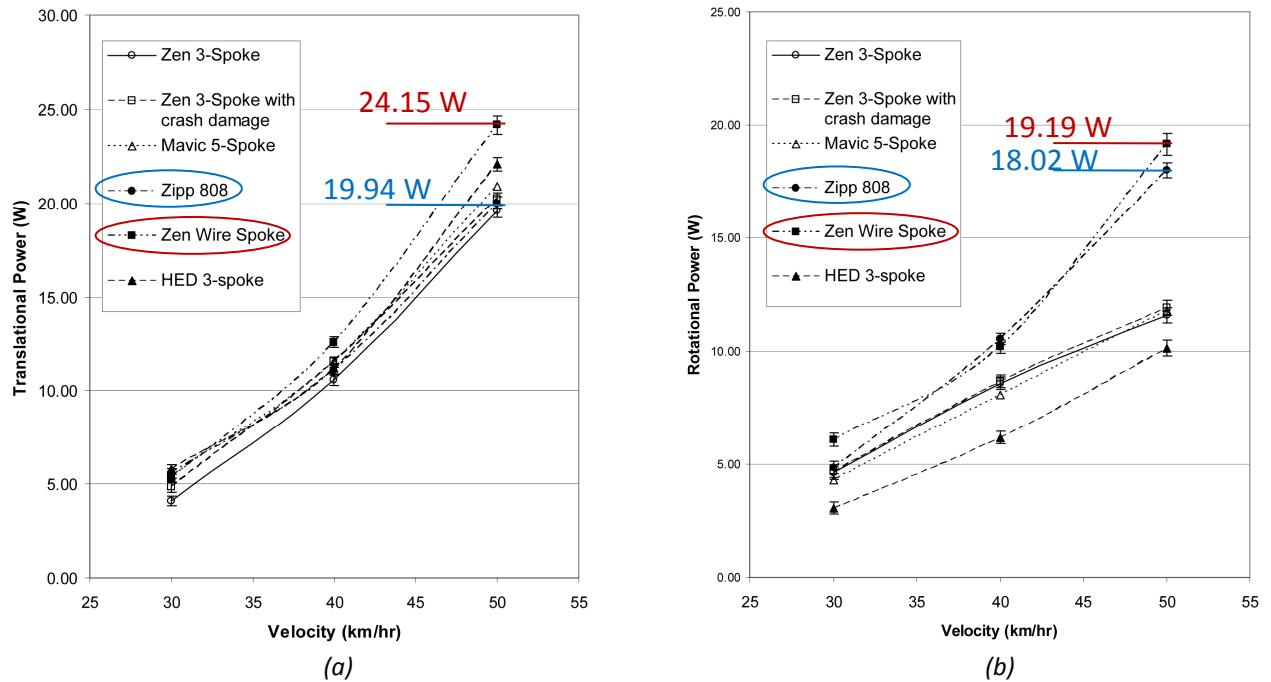 30.00
25.00
20.00
15.00
10.00
5.00
0.00
Translational Power (W)
Zen 3-Spoke
Zen 3-Spoke with
crash damage
Mavic 5-Spoke
Zipp 808
Zen Wire Spoke
HED 3-spoke
24.15 W
19.94 W
25 30 35 40 45 50 55
Velocity (km/hr)
(a)
25.00
20.00
15.00
10.00
5.00
0.00
Rotational Power (W)
Zen 3-Spoke
Zen 3-Spoke with
crash damage
Mavic 5-Spoke
Zipp 808
Zen Wire Spoke
HED 3-spoke
19.19 W
18.02 W
25 30 35 40 45 50 55
Velocity (km/hr)
(b)